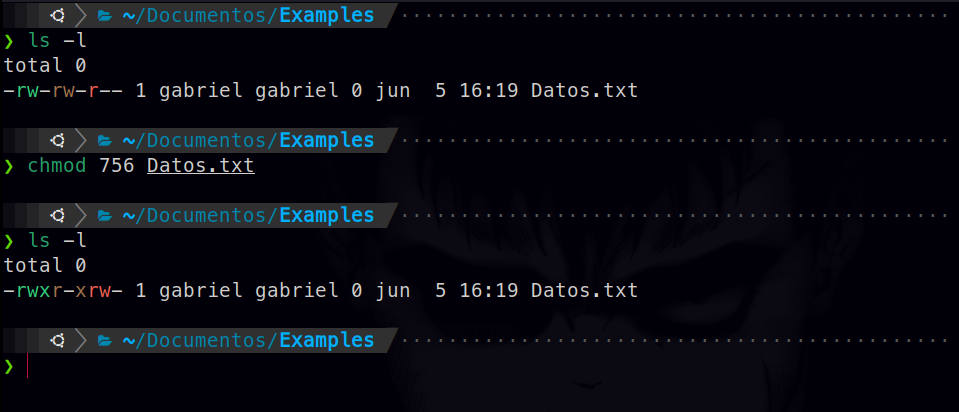 ~/Documentos/Examples
❯ ls -l
total 0
-rw-rw-r-- 1 gabriel gabriel 0 jun  5 16:19 Datos.txt
~/Documentos/Examples
❯ chmod 756 Datos.txt
~/Documentos/Examples
❯ ls -l
total 0
-rwxr-xrw- 1 gabriel gabriel 0 jun  5 16:19 Datos.txt
~/Documentos/Examples
❯